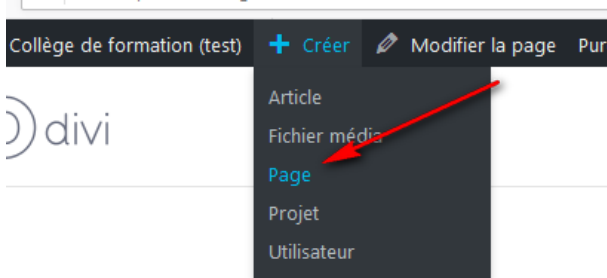 Collège de formation (test) + Créer Modifier la page Pur
divi
Article
Fichier média
Page
Projet
Utilisateur